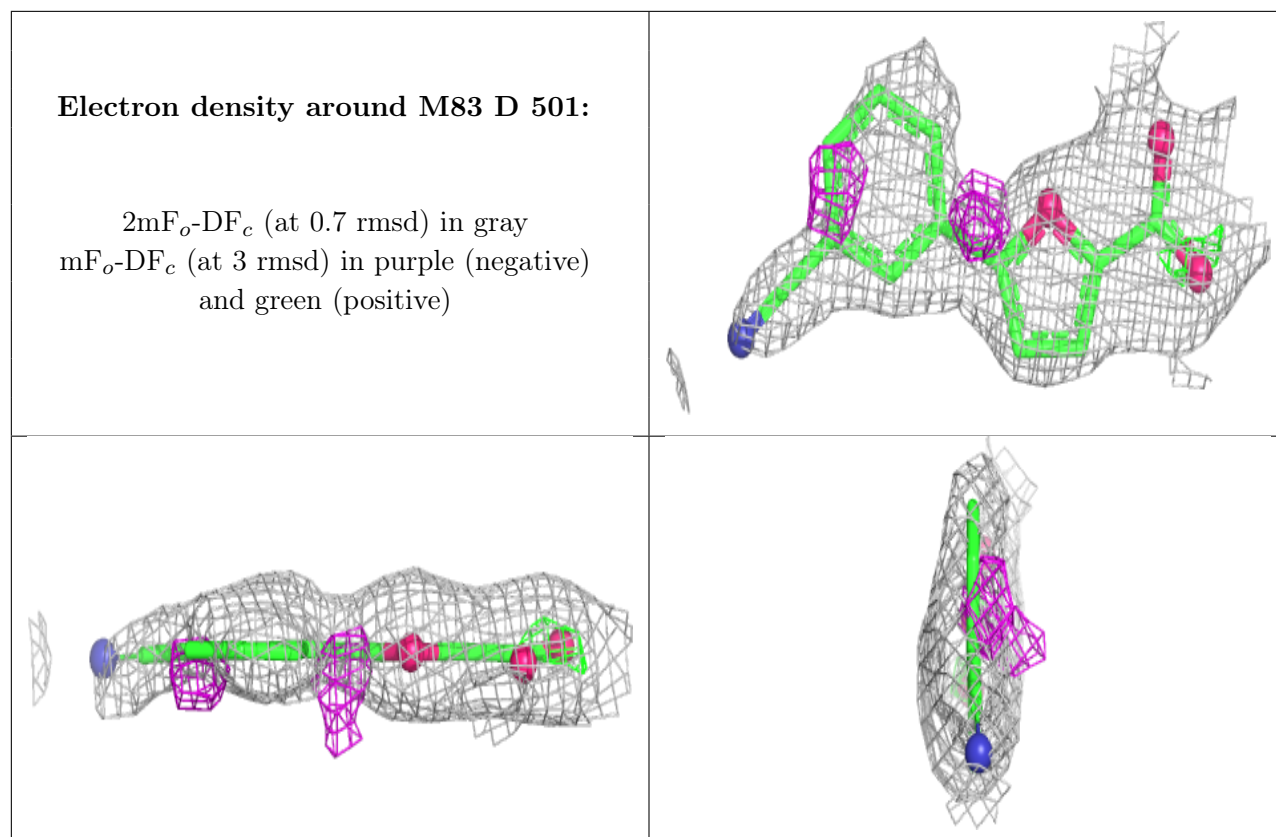 Electron density around M83 D 501:
2mFo-DFc (at 0.7 rmsd) in gray
mFo-DFc (at 3 rmsd) in purple (negative)
and green (positive)